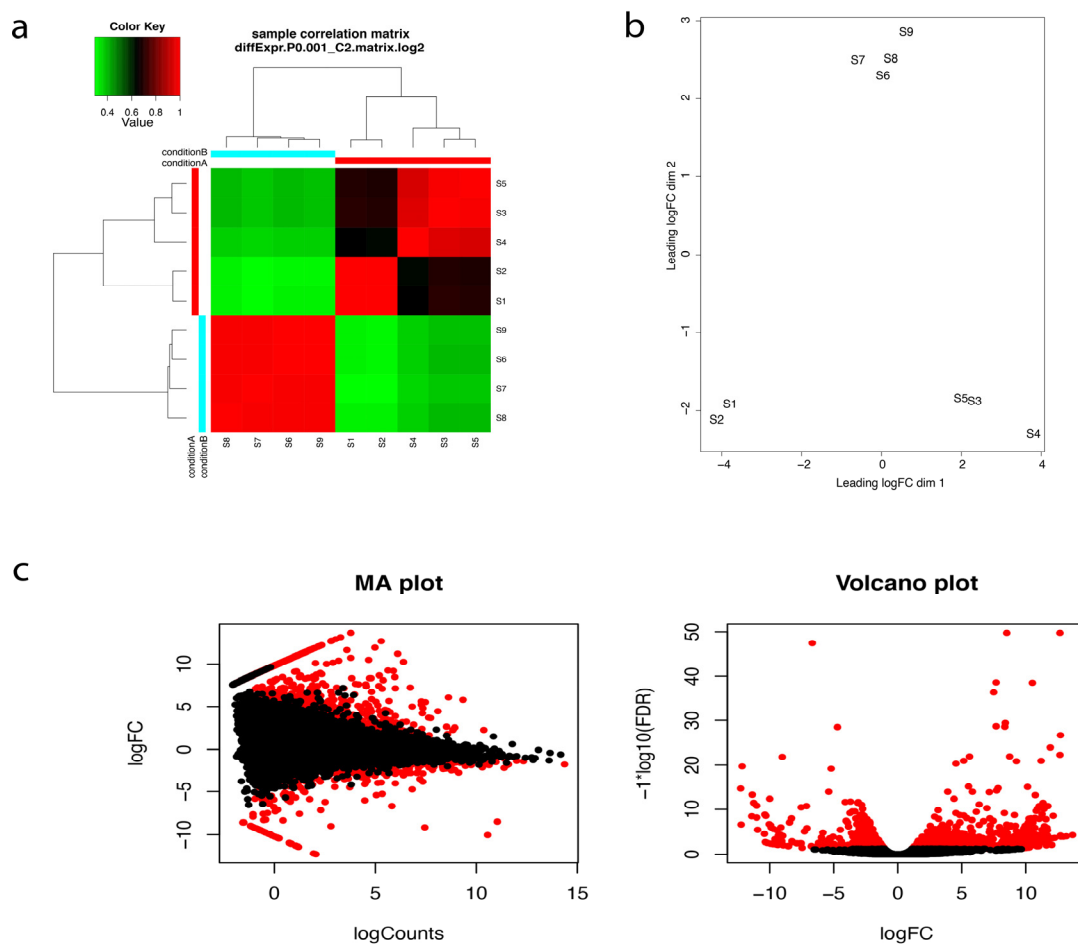 a
Color Key
0.4 0.6 0.8 1
Value
sample correlation matrix
diffExpr.P0.001_C2.matrix.log2
conditionB
conditionA
S5
S3
S4
S2
S1
S9
S6
S7
S8
conditionA
conditionB
S8 S7 S6 S9 S1 S2 S4 S3 S5
b
Leading logFC dim 2
3
2
1
0
−1
−2
S9
S7 S8
S6
S1
S2
S5 S3
S4
−4 −2 0 2 4
Leading logFC dim 1
c
MA plot
logFC
10
5
0
−5
−10
0 5 10 15
logCounts
Volcano plot
−1*log10(FDR)
50
40
30
20
10
0
−10 −5 0 5 10
logFC